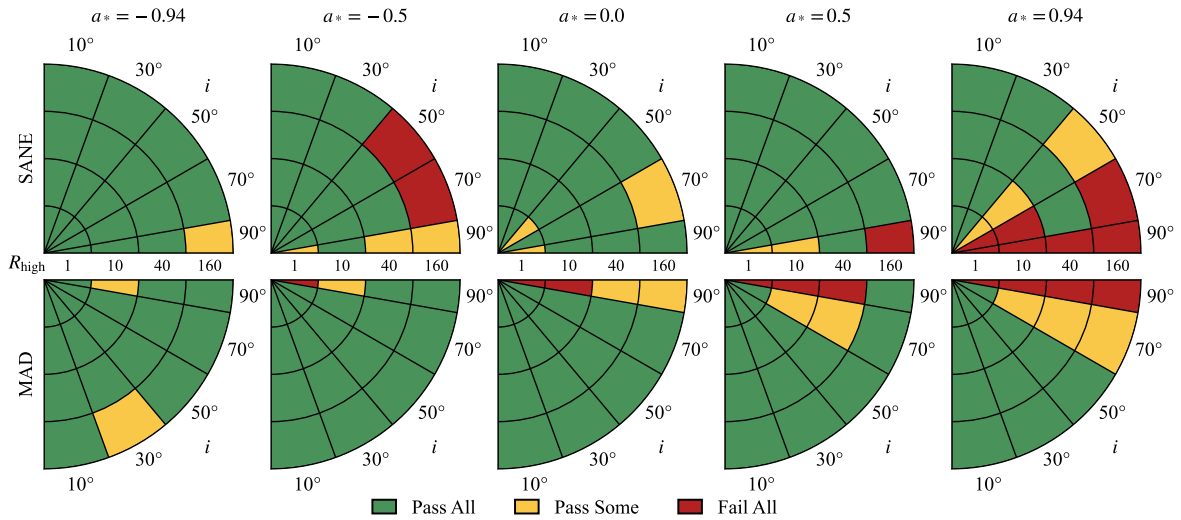 a* = −0.94 a* = −0.5 a* = 0.0 a* = 0.5 a* = 0.94
10° 10° 10° 10° 10°
30° 30° 30° 30° 30°
i i i i i
50° 50° 50° 50° 50°
SANE
70° 70° 70° 70° 70°
90° 90° 90° 90° 90°
Rhigh 1 10 40 160 1 10 40 160 1 10 40 160 1 10 40 160 1 10 40 160
90° 90° 90° 90° 90°
70° 70° 70° 70° 70°
MAD
50° 50° 50° 50° 50°
i i i i i
30° 30° 30° 30° 30°
10° 10° 10° 10° 10°
Pass All Pass Some Fail All